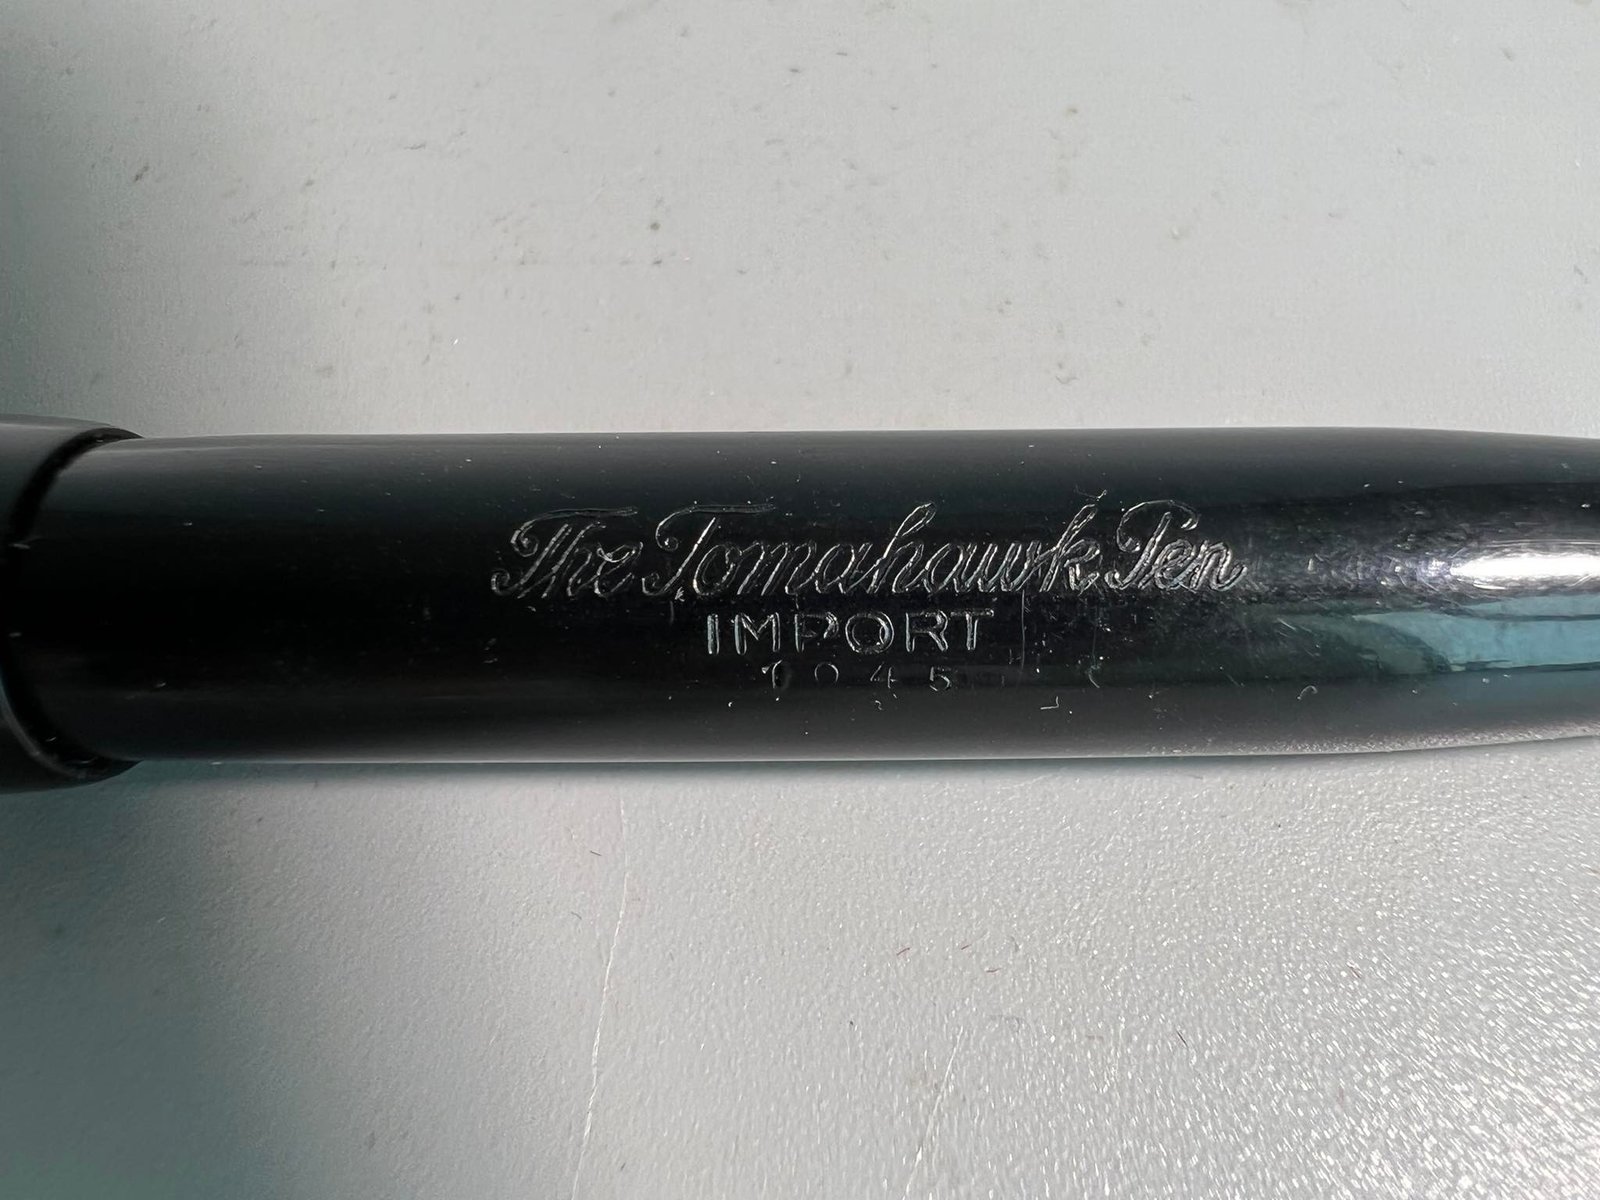 The Tomahawk Pen
IMPORT
1045